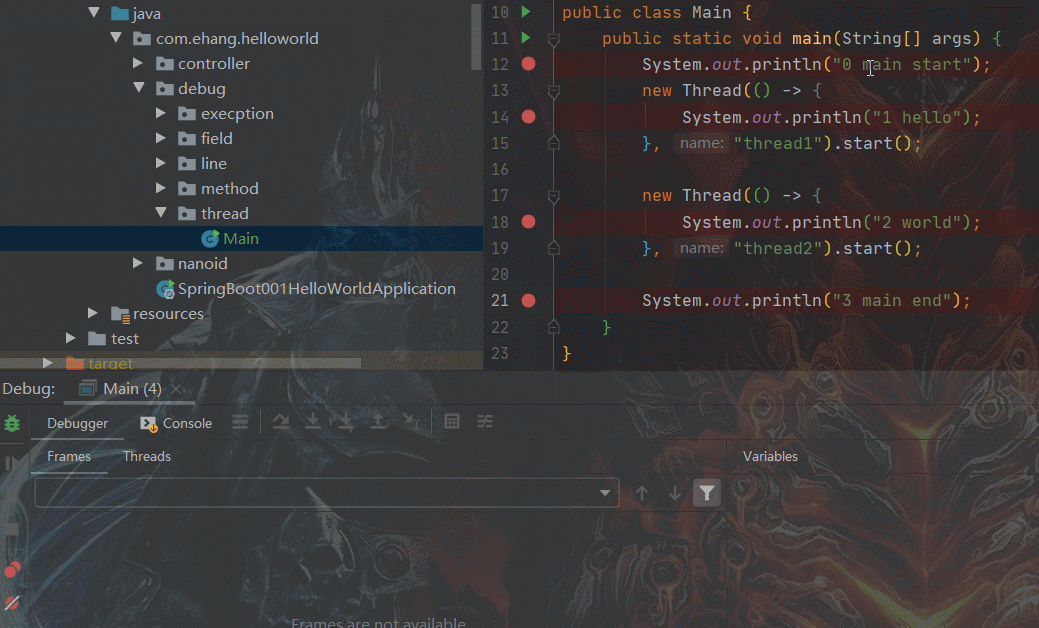 java
com.ehang.helloworld
controller
debug
execption
field
line
method
thread
Main
nanoid
SpringBoot001HelloWorldApplication
resources
test
target
10 public class Main {
11 public static void main(String[] args) {
12 System.out.println("0 main start");
13 new Thread(() -> {
14 System.out.println("1 hello");
15 }, name: "thread1").start();
16
17 new Thread(() -> {
18 System.out.println("2 world");
19 }, name: "thread2").start();
20
21 System.out.println("3 main end");
22 }
23 }
Debug: Main (4)
Debugger Console
Frames Threads Variables
Frames are not available